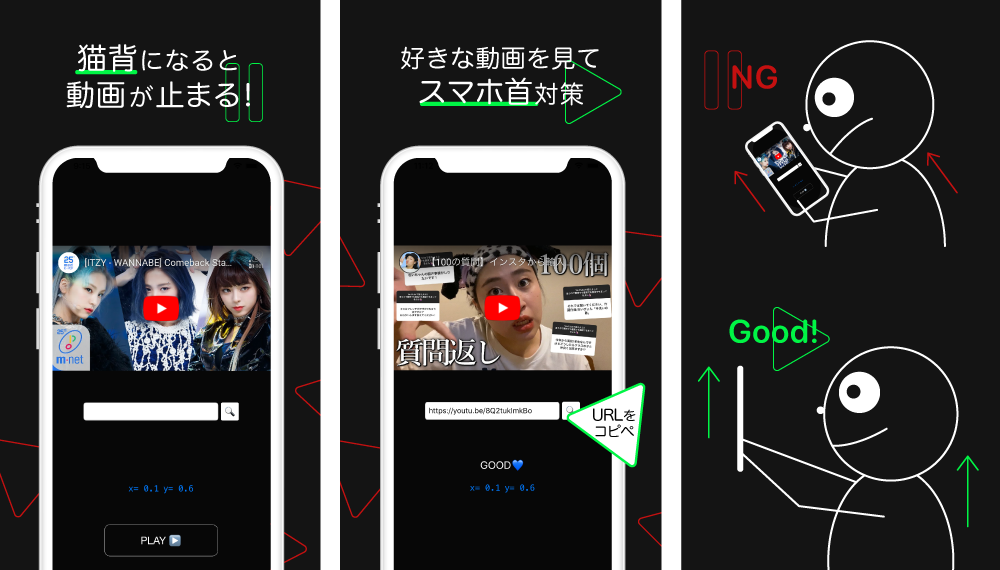 猫背になると
動画が止まる!
25
[ITZY - WANNABE] Comeback Sta...
m·net
x= 0.1 y= 0.6
PLAY
好きな動画を見て
スマホ首対策
【100の質問】インスタから
100個
質問返し
https://youtu.be/8Q2tukImkBo
URLを
コピペ
GOOD💙
x= 0.1 y= 0.6
NG
Good!